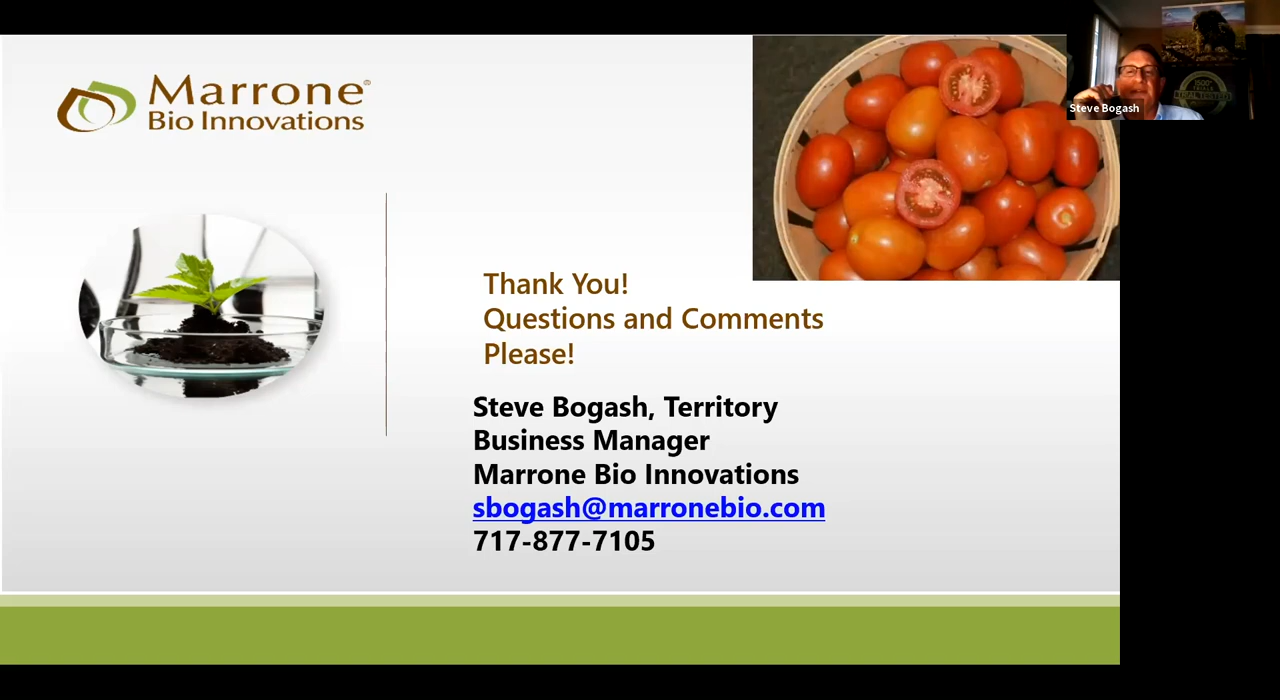 Marrone®
Bio Innovations
Steve Bogash
Thank You!
Questions and Comments
Please!
Steve Bogash, Territory
Business Manager
Marrone Bio Innovations
sbogash@marronebio.com
717-877-7105